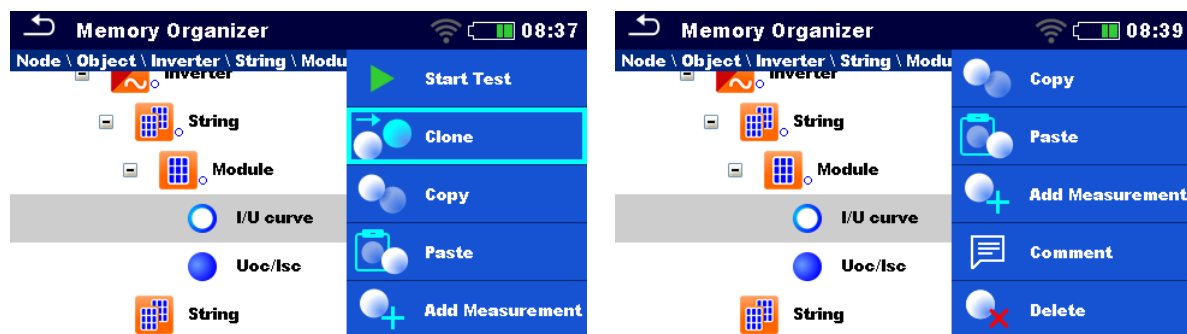 Memory Organizer 08:37
Node \ Object \ Inverter \ String \ Modu
Inverter
String
Module
I/U curve
Uoc/Isc
String
Start Test
Clone
Copy
Paste
Add Measurement
Memory Organizer 08:39
Node \ Object \ Inverter \ String \ Modu
Inverter
String
Module
I/U curve
Uoc/Isc
String
Copy
Paste
Add Measurement
Comment
Delete